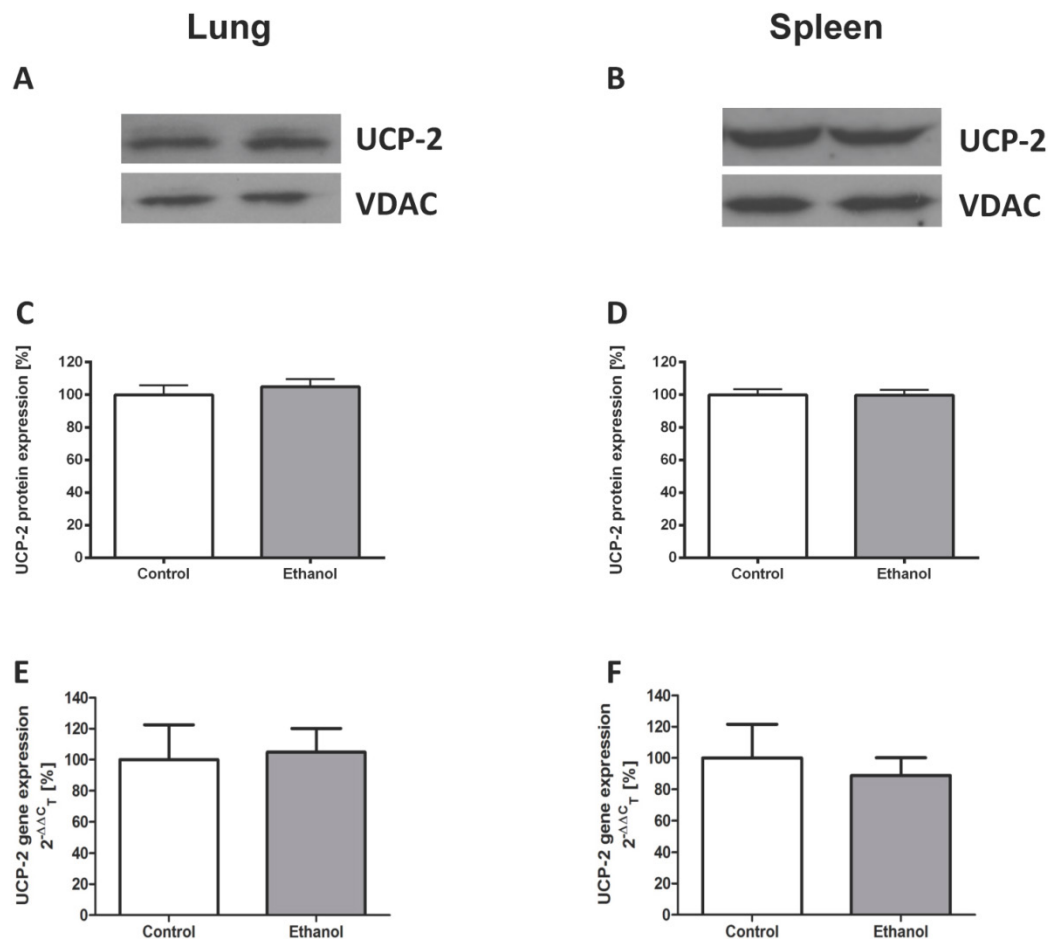 Lung
Spleen
A
UCP-2
VDAC
B
UCP-2
VDAC
C
UCP-2 protein expression [%]
120
100
80
60
40
20
0
Control
Ethanol
D
UCP-2 protein expression [%]
120
100
80
60
40
20
0
Control
Ethanol
E
UCP-2 gene expression
2^-ΔΔC_T [%]
140
120
100
80
60
40
20
0
Control
Ethanol
F
UCP-2 gene expression
2^-ΔΔC_T [%]
140
120
100
80
60
40
20
0
Control
Ethanol